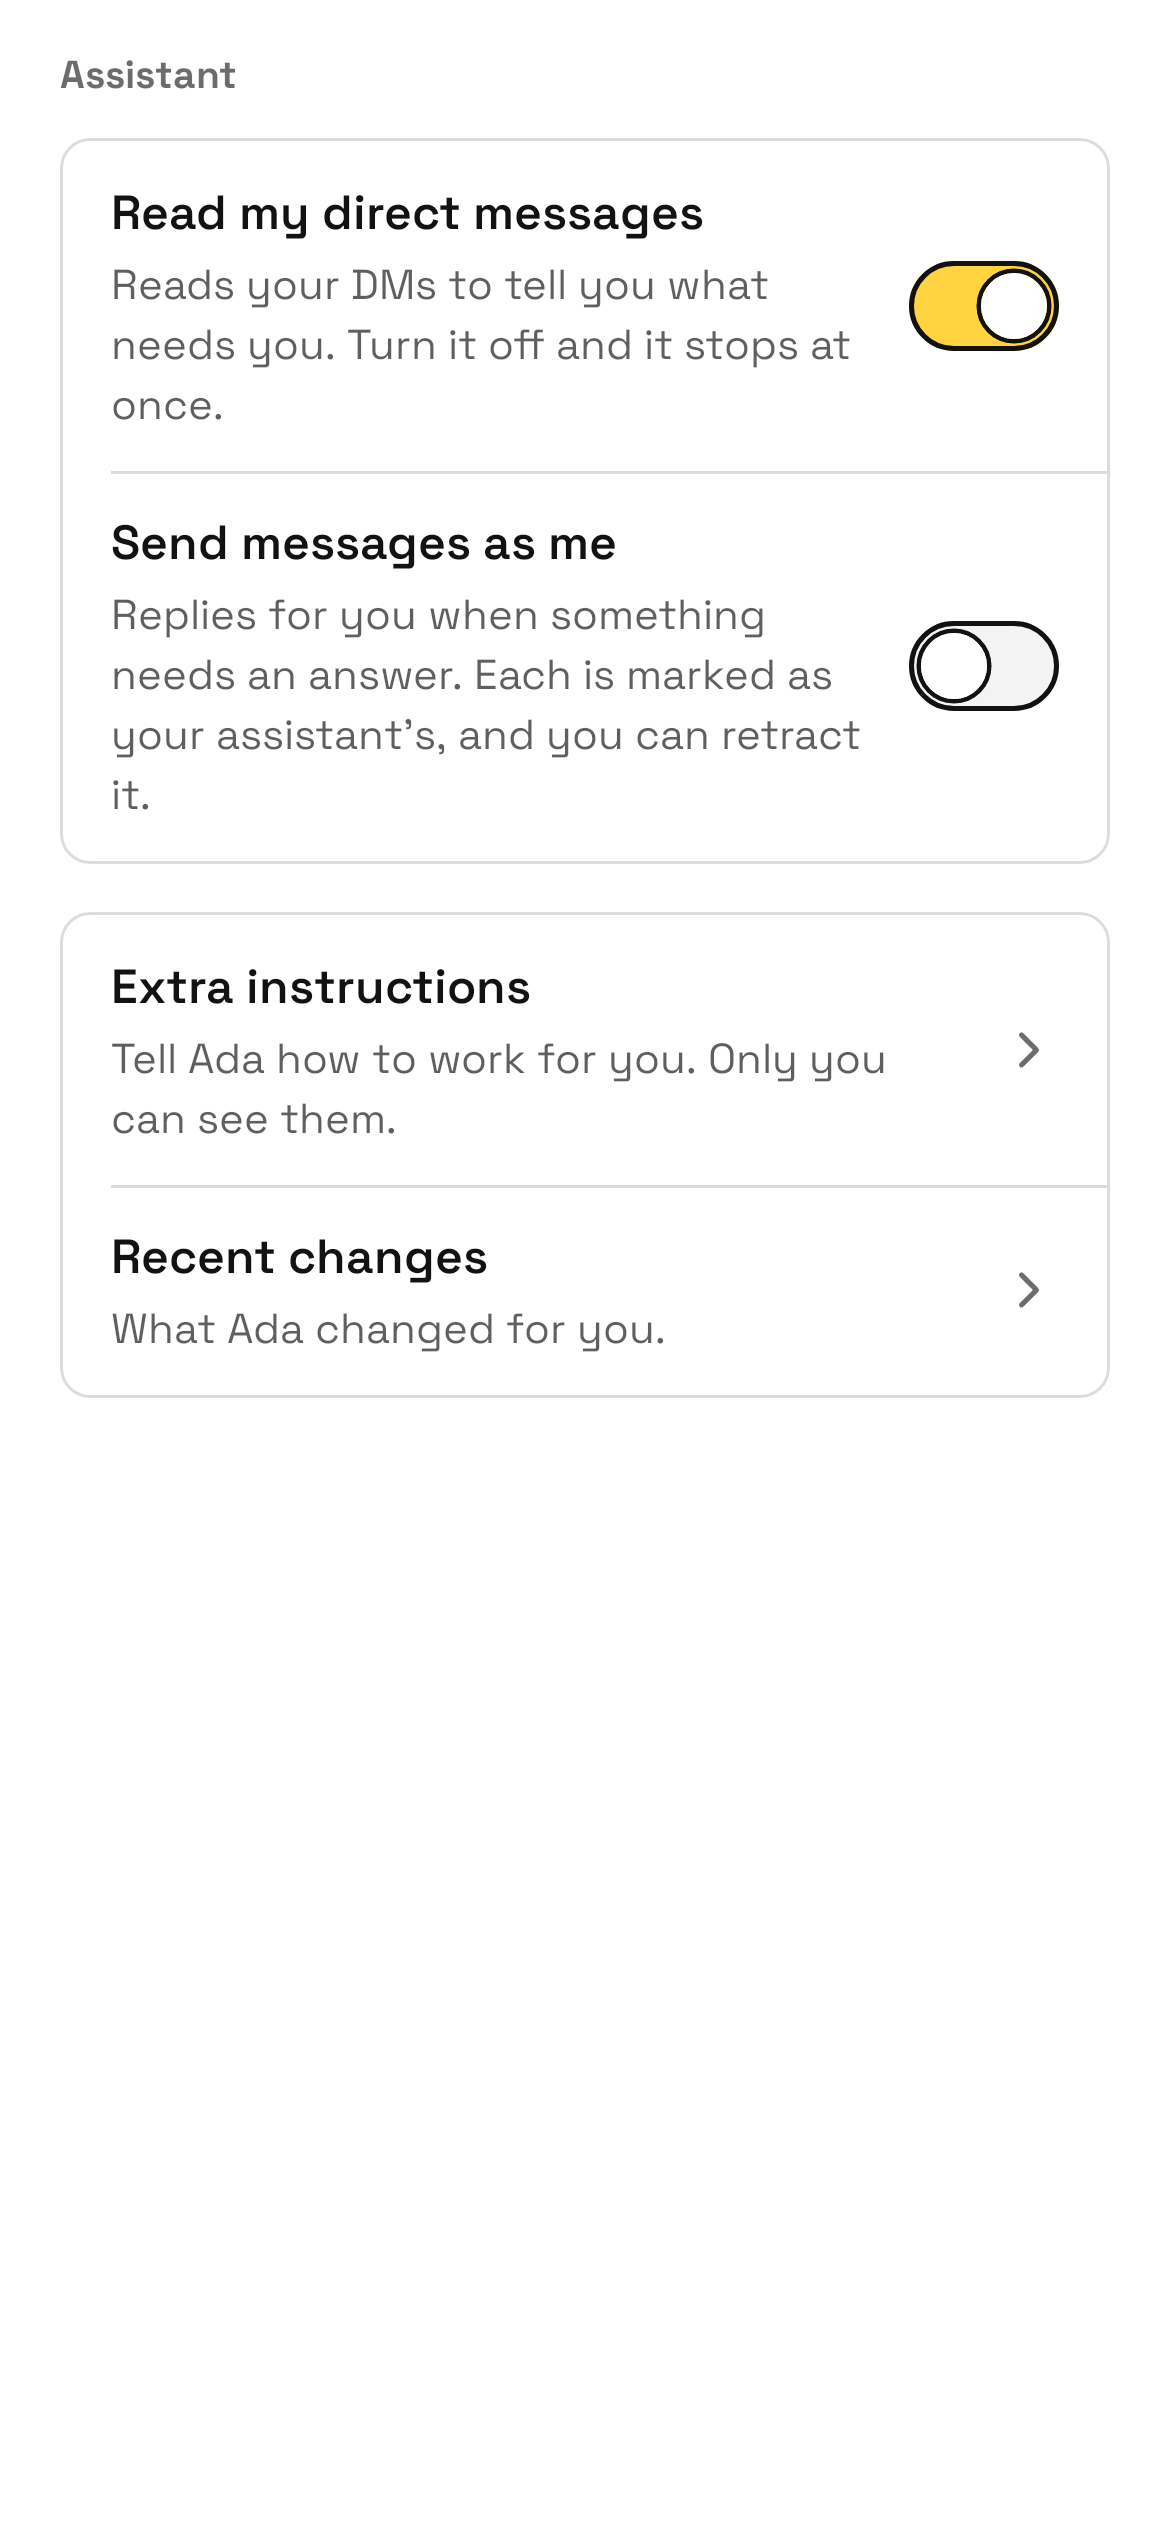 Assistant
Read my direct messages
Reads your DMs to tell you what
needs you. Turn it off and it stops at
once.
Send messages as me
Replies for you when something
needs an answer. Each is marked as
your assistant’s, and you can retract
it.
Extra instructions
Tell Ada how to work for you. Only you
can see them.
Recent changes
What Ada changed for you.